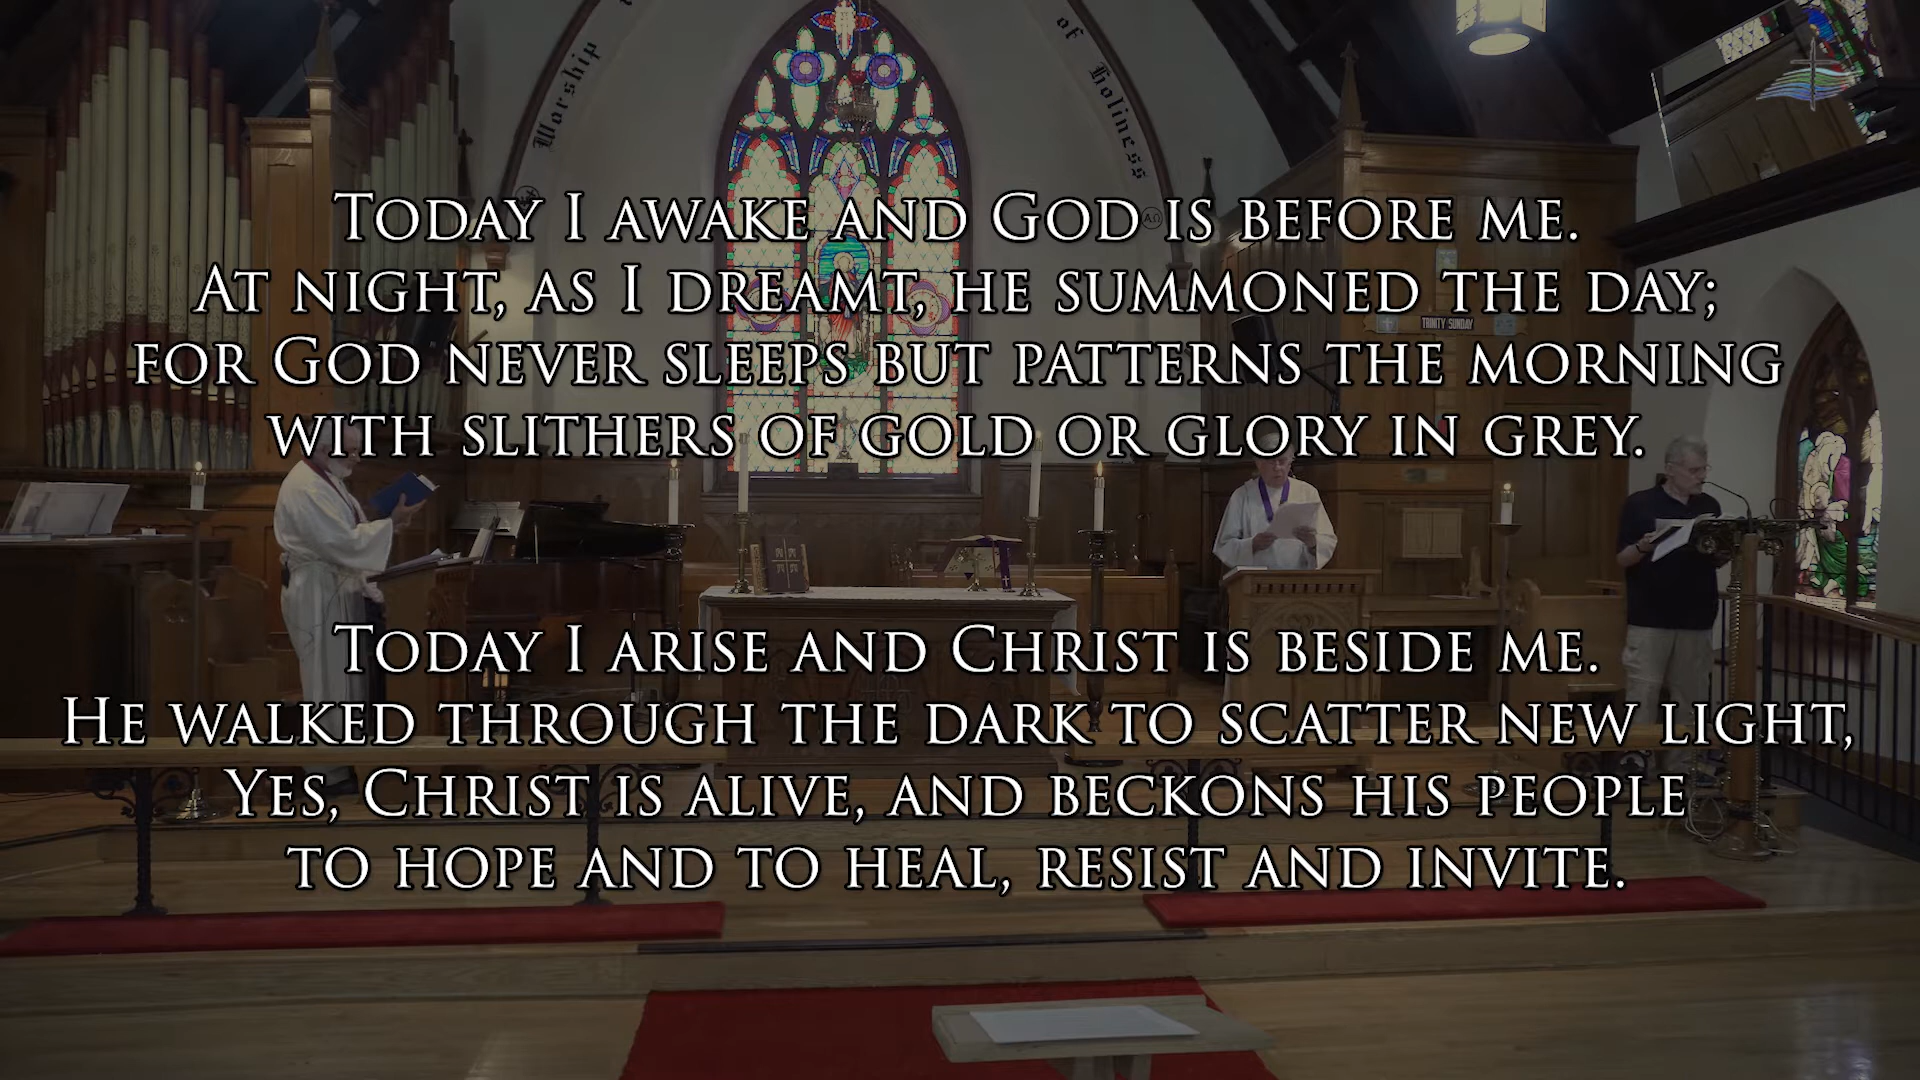 Worship
of Holiness
AΩ
TODAY I AWAKE AND GOD IS BEFORE ME.
AT NIGHT, AS I DREAMT, HE SUMMONED THE DAY;
TRINITY SUNDAY
FOR GOD NEVER SLEEPS BUT PATTERNS THE MORNING
WITH SLITHERS OF GOLD OR GLORY IN GREY.
TODAY I ARISE AND CHRIST IS BESIDE ME.
HE WALKED THROUGH THE DARK TO SCATTER NEW LIGHT,
YES, CHRIST IS ALIVE, AND BECKONS HIS PEOPLE
TO HOPE AND TO HEAL, RESIST AND INVITE.